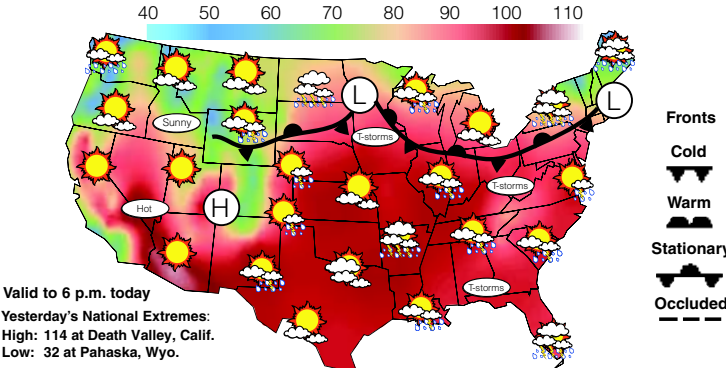 40 50 60 70 80 90 100 110
L
L
Sunny
T-storms
H
T-storms
Hot
T-storms
Fronts
Cold
Warm
Stationary
Occluded
Valid to 6 p.m. today
Yesterday's National Extremes:
High: 114 at Death Valley, Calif.
Low: 32 at Pahaska, Wyo.